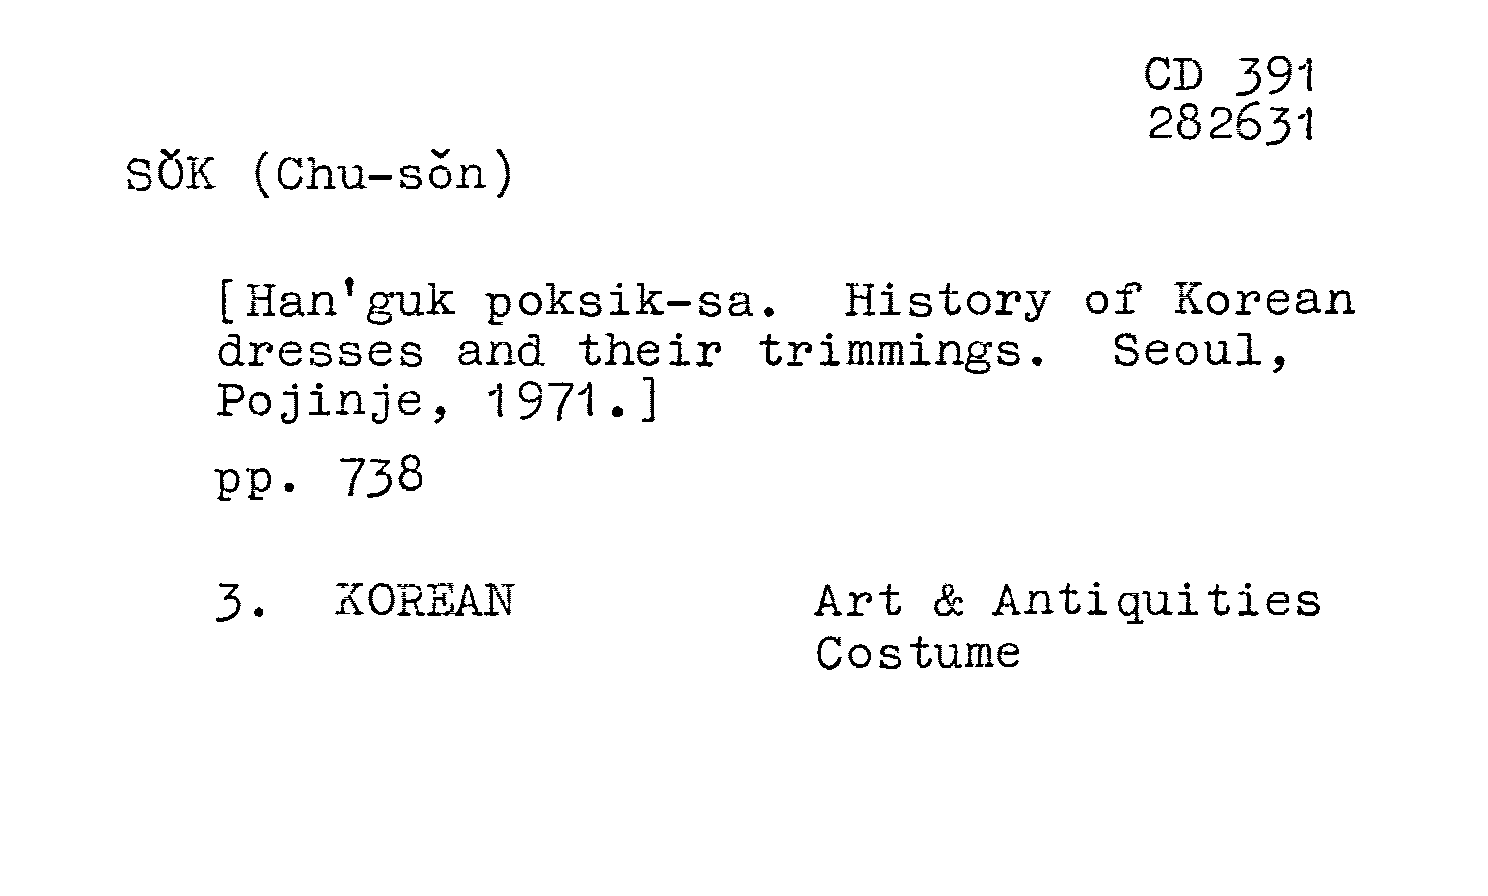 CD 391
282631
SŎK (Chu-sŏn)
[Han'guk poksik-sa. History of Korean
dresses and their trimmings. Seoul,
Pojinje, 1971.]
pp. 738
3. KOREAN Art & Antiquities
Costume